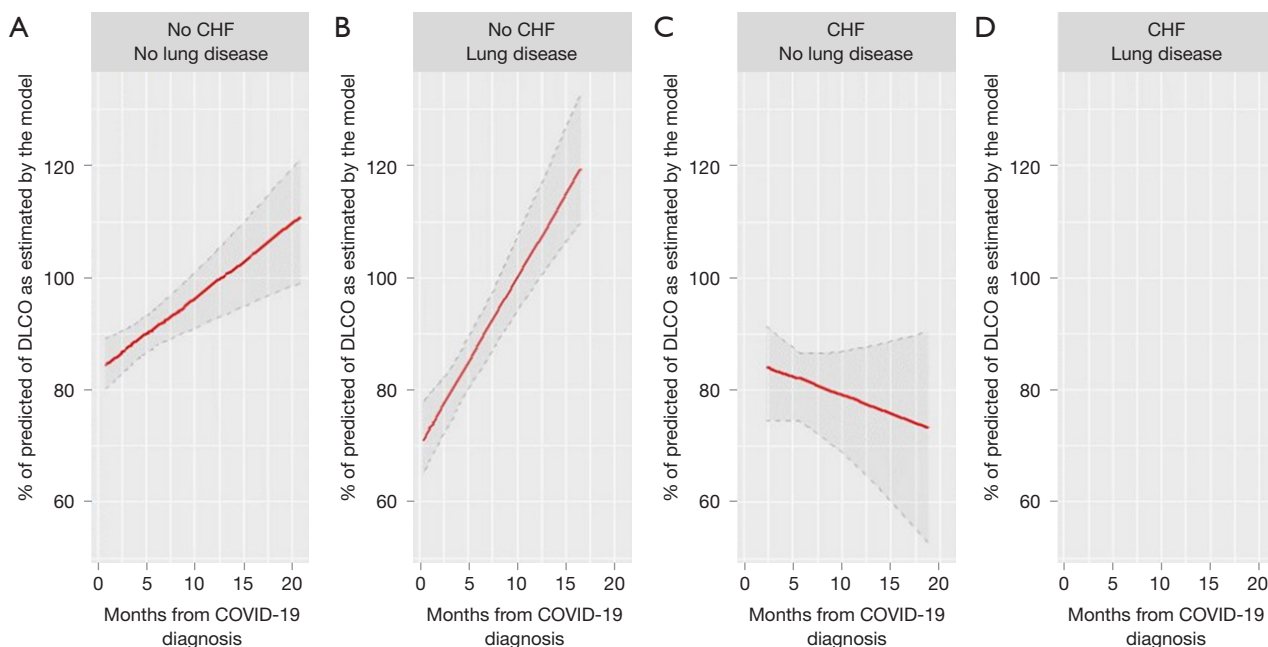 A
No CHF
No lung disease
% of predicted of DLCO as estimated by the model
120
100
80
60
0 5 10 15 20
Months from COVID-19
diagnosis
B
No CHF
Lung disease
% of predicted of DLCO as estimated by the model
120
100
80
60
0 5 10 15 20
Months from COVID-19
diagnosis
C
CHF
No lung disease
% of predicted of DLCO as estimated by the model
120
100
80
60
0 5 10 15 20
Months from COVID-19
diagnosis
D
CHF
Lung disease
% of predicted of DLCO as estimated by the model
120
100
80
60
0 5 10 15 20
Months from COVID-19
diagnosis